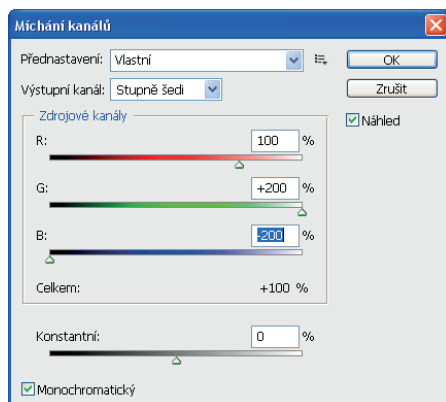 Míchání kanálů
Přednastavení: Vlastní
OK
Výstupní kanál: Stupně šedi
Zrušit
Zdrojové kanály
Náhled
R: 100 %
G: +200 %
B: -200 %
Celkem: +100 %
Konstantní: 0 %
Monochromatický